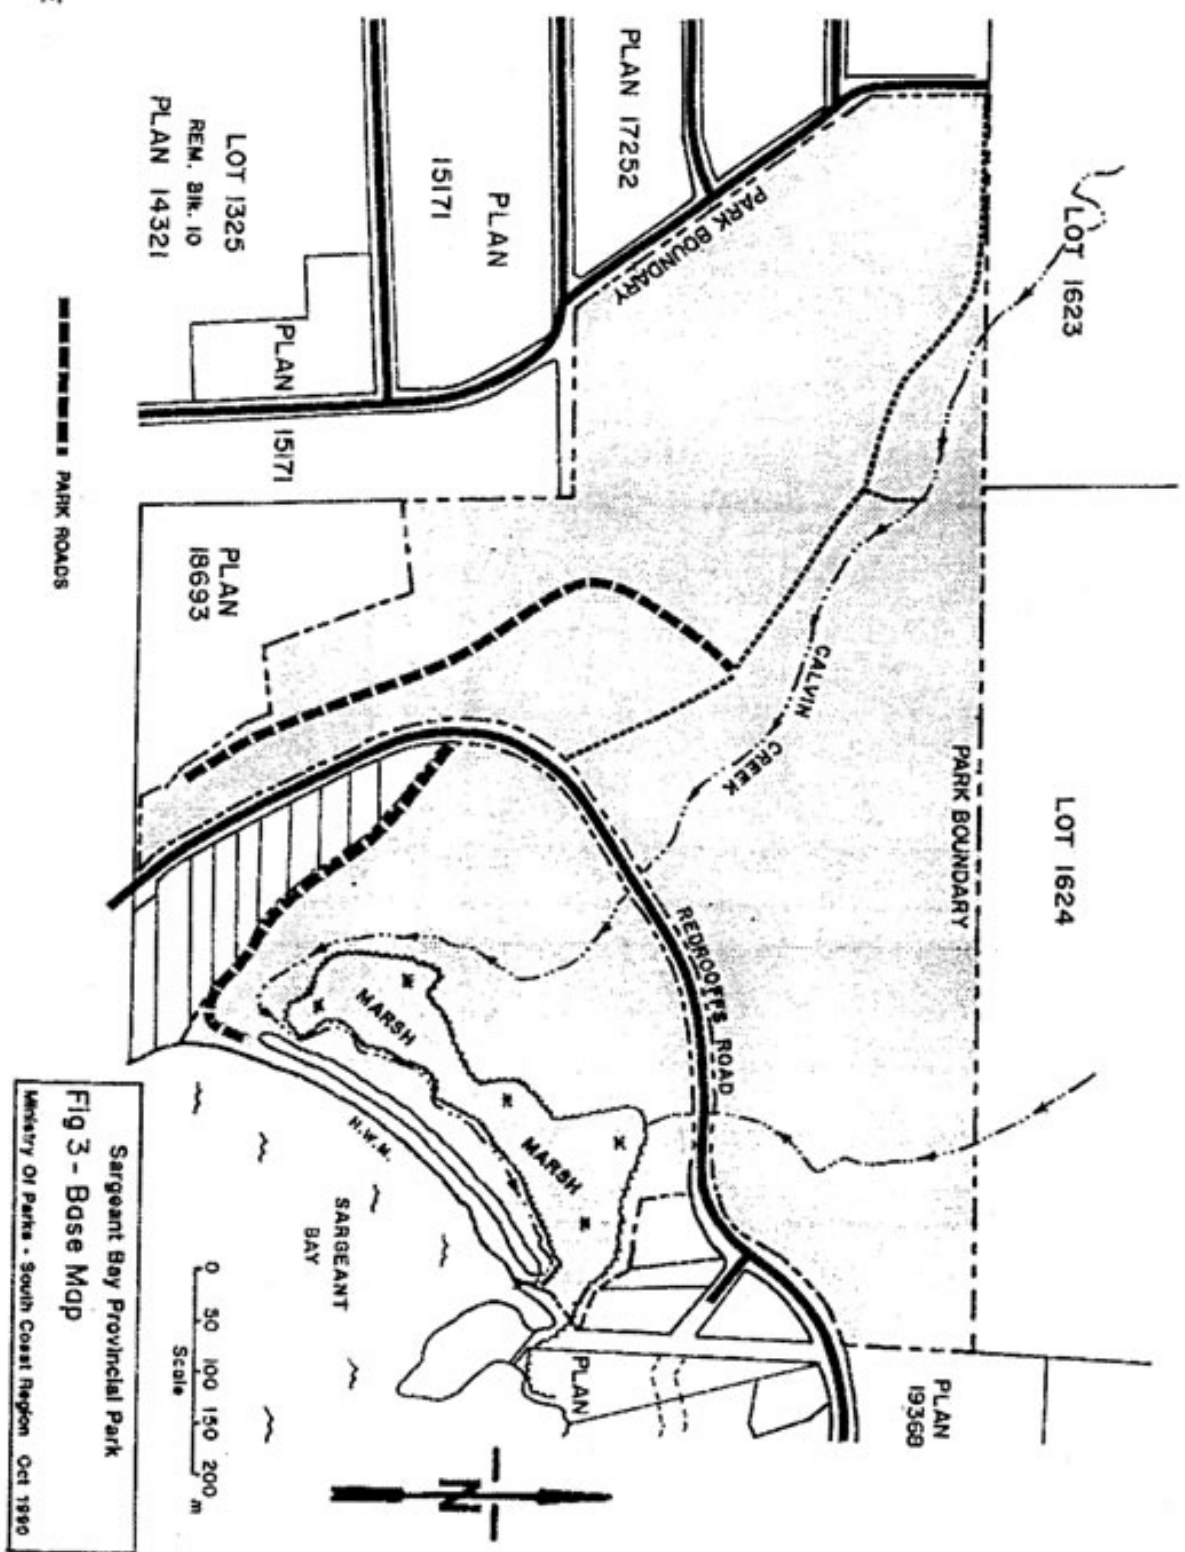 LOT 1623
LOT 1624
PLAN 17252
PARK BOUNDARY
PLAN
15171
LOT 1325
REM. Blk. 10
PLAN 14321
PLAN 15171
PARK BOUNDARY
CALVIN CREEK
PLAN
18693
REDROOFFS ROAD
MARSH
MARSH
H.W.M.
SARGEANT
BAY
PLAN
PLAN
19368
PARK ROADS
N
0 50 100 150 200 m
Scale
Sargeant Bay Provincial Park
Fig 3 - Base Map
Ministry Of Parks - South Coast Region Oct 1990